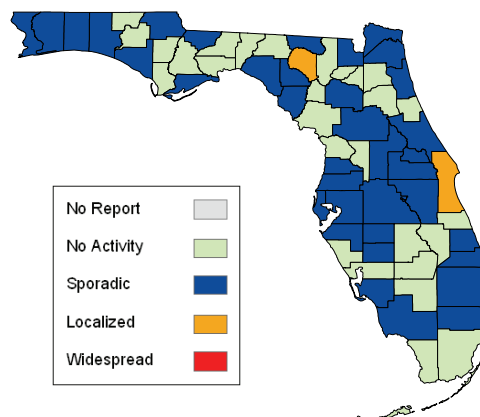 No Report
No Activity
Sporadic
Localized
Widespread